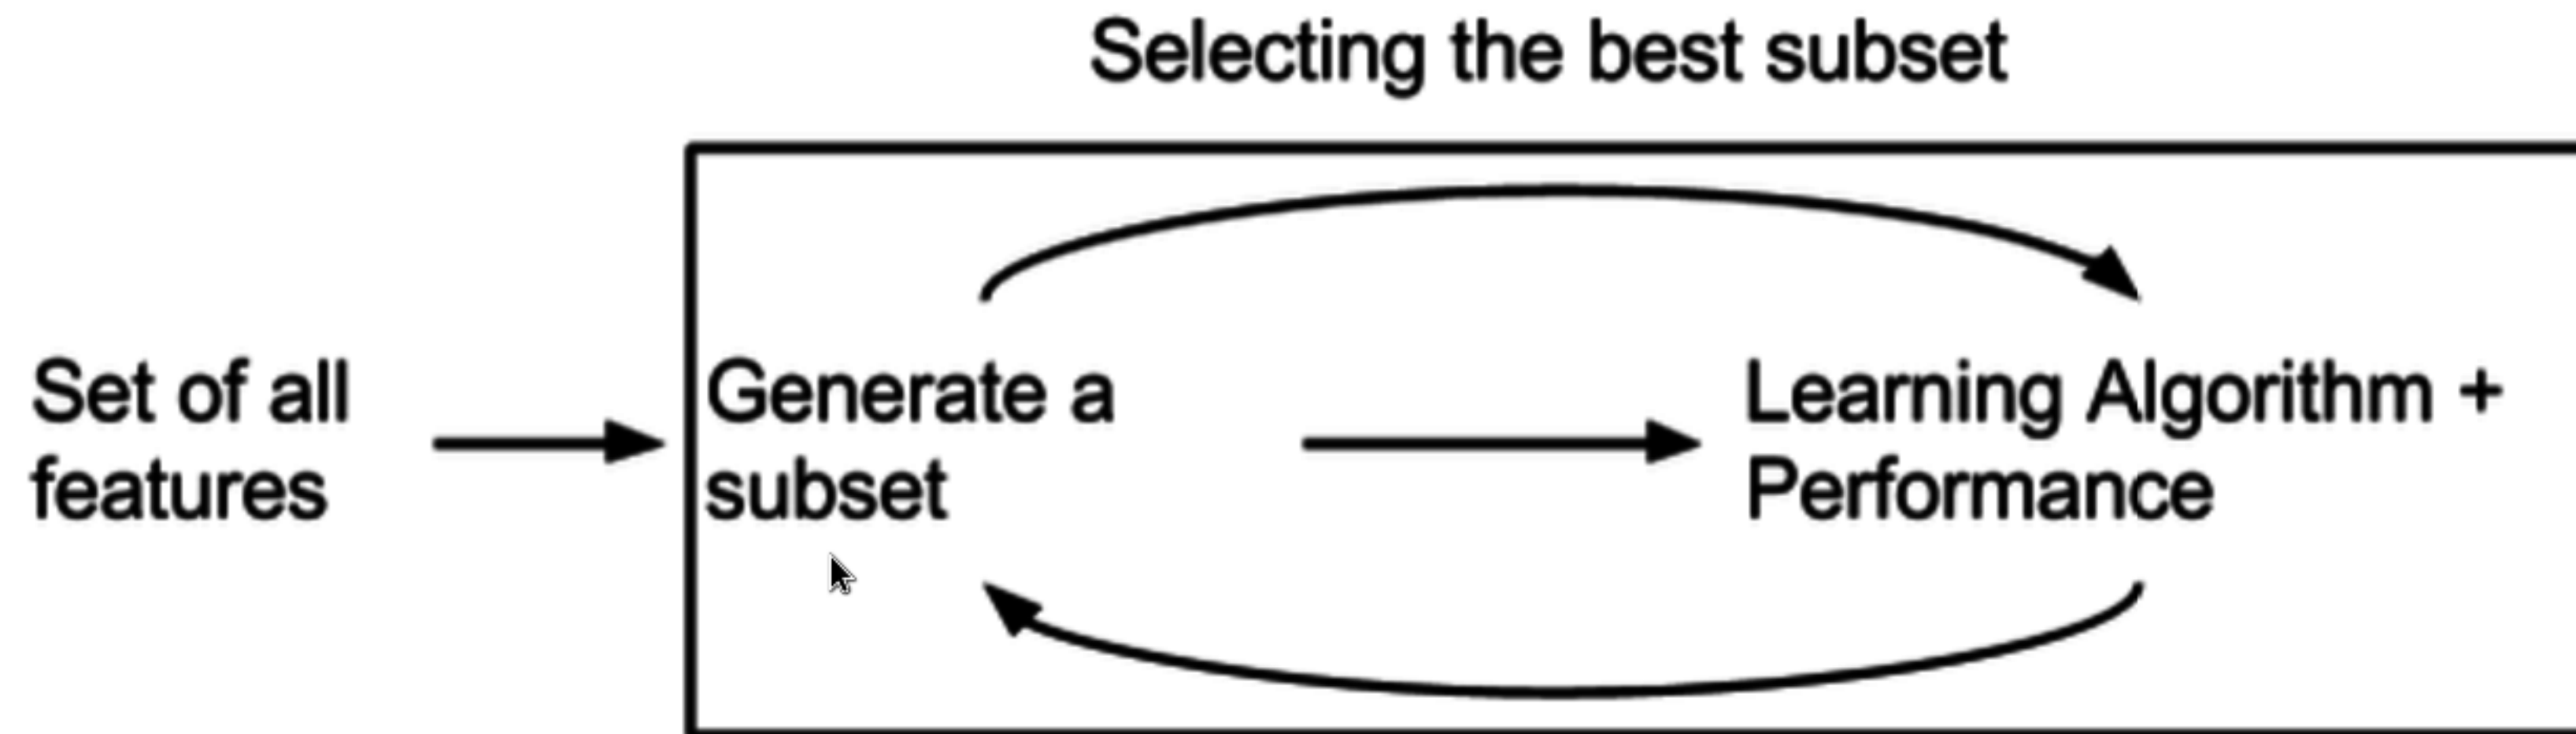 Selecting the best subset
Set of all
features
Generate a
subset
Learning Algorithm +
Performance